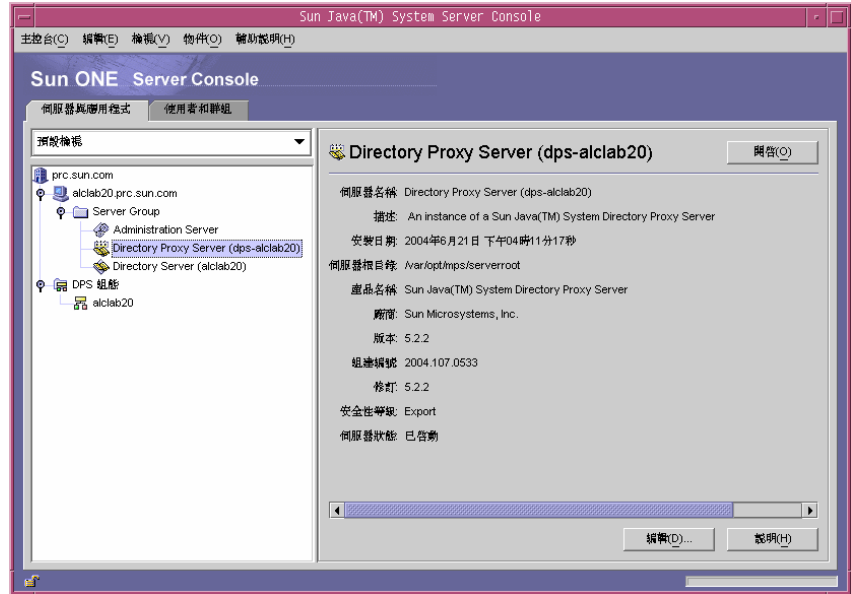 Sun Java(TM) System Server Console
主控台(C) 編輯(E) 檢視(V) 物件(O) 輔助說明(H)
Sun ONE Server Console
伺服器與應用程式 使用者和群組
預設檢視
prc.sun.com
alclab20.prc.sun.com
Server Group
Administration Server
Directory Proxy Server (dps-alclab20)
Directory Server (alclab20)
DPS 組態
alclab20
Directory Proxy Server (dps-alclab20)
開啟(O)
伺服器名稱: Directory Proxy Server (dps-alclab20)
描述: An instance of a Sun Java(TM) System Directory Proxy Server
安裝日期: 2004年6月21日 下午04時11分17秒
伺服器根目錄: /var/opt/mps/serverroot
產品名稱: Sun Java(TM) System Directory Proxy Server
廠商: Sun Microsystems, Inc.
版本: 5.2.2
組建編號: 2004.107.0533
修訂: 5.2.2
安全性等級: Export
伺服器狀態: 已啟動
編輯(D)... 說明(H)